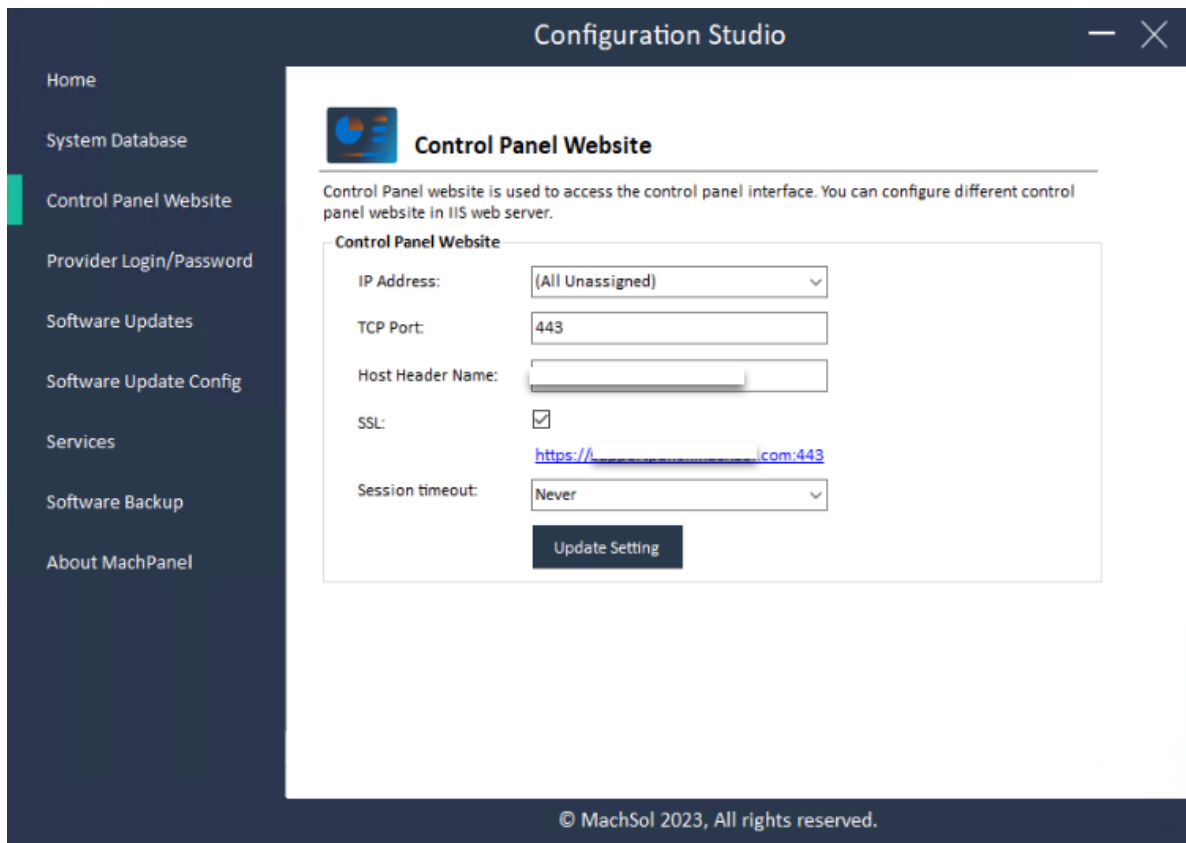 Configuration Studio
Home
System Database
Control Panel Website
Provider Login/Password
Software Updates
Software Update Config
Services
Software Backup
About MachPanel
Control Panel Website
Control Panel website is used to access the control panel interface. You can configure different control
panel website in IIS web server.
Control Panel Website
IP Address: (All Unassigned)
TCP Port: 443
Host Header Name:
SSL:
https:// .com:443
Session timeout: Never
Update Setting
© MachSol 2023, All rights reserved.